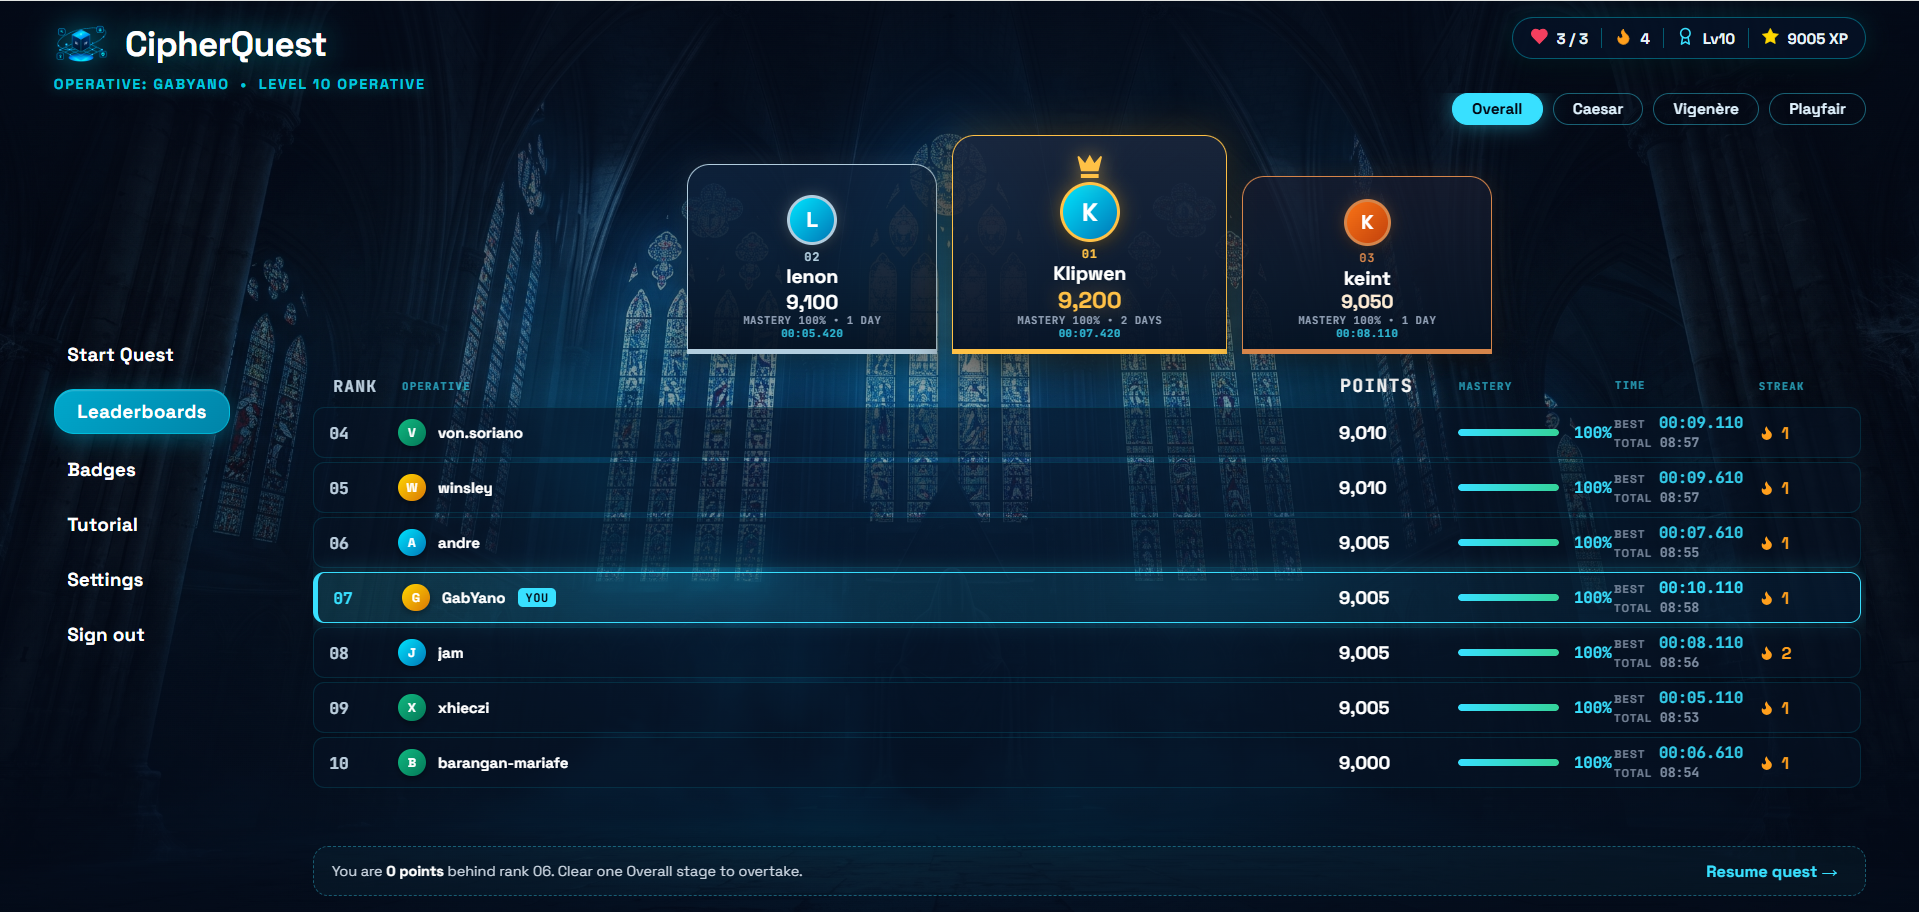 CipherQuest
OPERATIVE: GABYANO • LEVEL 10 OPERATIVE
3 / 3 4 Lv10 9005 XP
Overall Caesar Vigenère Playfair
L
02
lenon
9,100
MASTERY 100% • 1 DAY
00:05.420
K
01
Klipwen
9,200
MASTERY 100% • 2 DAYS
00:07.420
K
03
keint
9,050
MASTERY 100% • 1 DAY
00:08.110
Start Quest
Leaderboards
Badges
Tutorial
Settings
Sign out
RANK OPERATIVE POINTS MASTERY TIME STREAK
04 V von.soriano 9,010 100% BEST 00:09.110 1
TOTAL 08:57
05 W winsley 9,010 100% BEST 00:09.610 1
TOTAL 08:57
06 A andre 9,005 100% BEST 00:07.610 1
TOTAL 08:55
07 G GabYano YOU 9,005 100% BEST 00:10.110 1
TOTAL 08:58
08 J jam 9,005 100% BEST 00:08.110 2
TOTAL 08:56
09 X xhieczi 9,005 100% BEST 00:05.110 1
TOTAL 08:53
10 B barangan-mariafe 9,000 100% BEST 00:06.610 1
TOTAL 08:54
You are 0 points behind rank 06. Clear one Overall stage to overtake.
Resume quest →